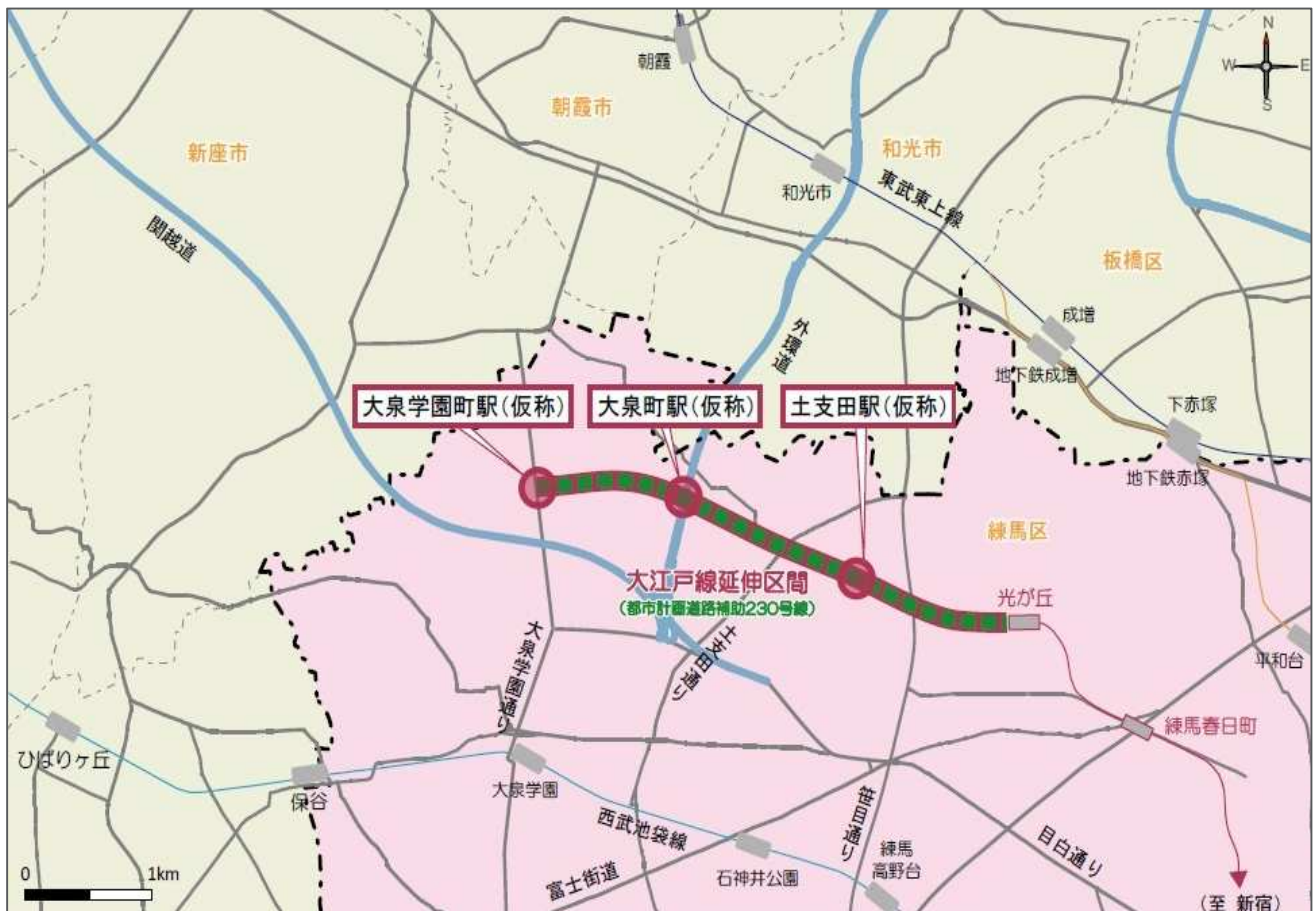 朝霞
N
W
E
S
朝霞市
新座市
和光市
和光市
東武東上線
関越道
板橋区
外環道
成増
地下鉄成増
大泉学園町駅(仮称)
大泉町駅(仮称)
土支田駅(仮称)
下赤塚
地下鉄赤塚
練馬区
大江戸線延伸区間
(都市計画道路補助230号線)
光が丘
大泉学園通り
土支田通り
平和台
練馬春日町
ひばりヶ丘
保谷
大泉学園
西武池袋線
笹目通り
目白通り
富士街道
石神井公園
練馬
高野台
0
1km
(至 新宿)